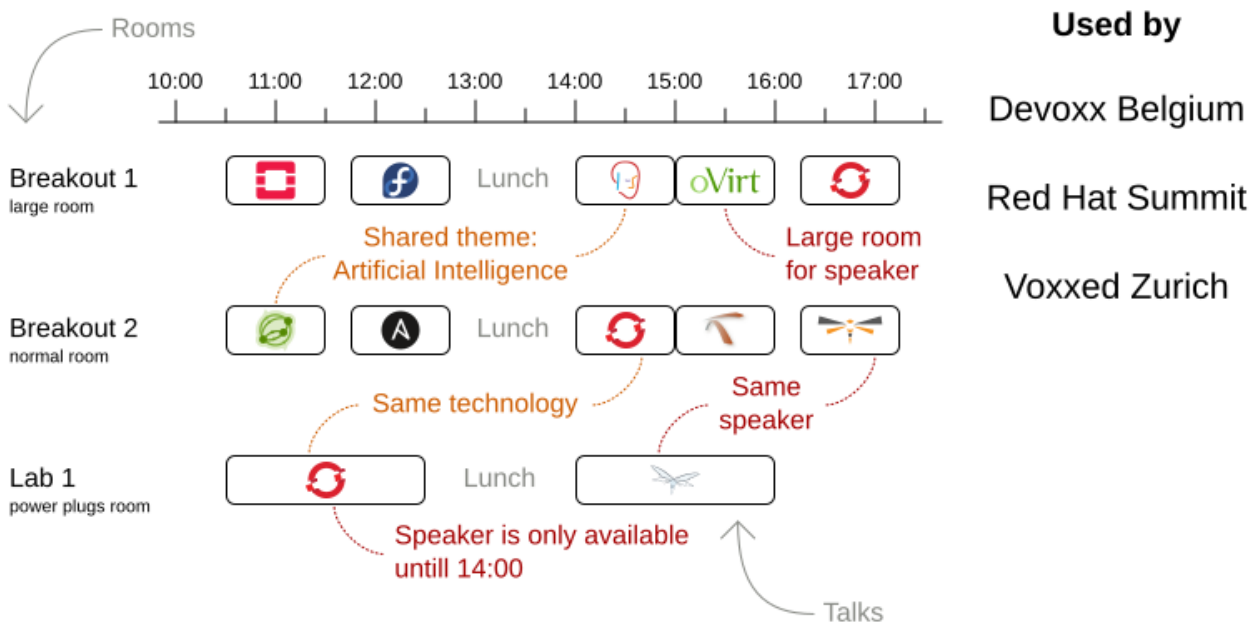 Rooms
Used by
10:00 11:00 12:00 13:00 14:00 15:00 16:00 17:00
Devoxx Belgium
Breakout 1
large room
Lunch
oVirt
Red Hat Summit
Shared theme:
Artificial Intelligence
Large room
for speaker
Voxxed Zurich
Breakout 2
normal room
Lunch
Same technology
Same
speaker
Lab 1
power plugs room
Lunch
Speaker is only available
untill 14:00
Talks